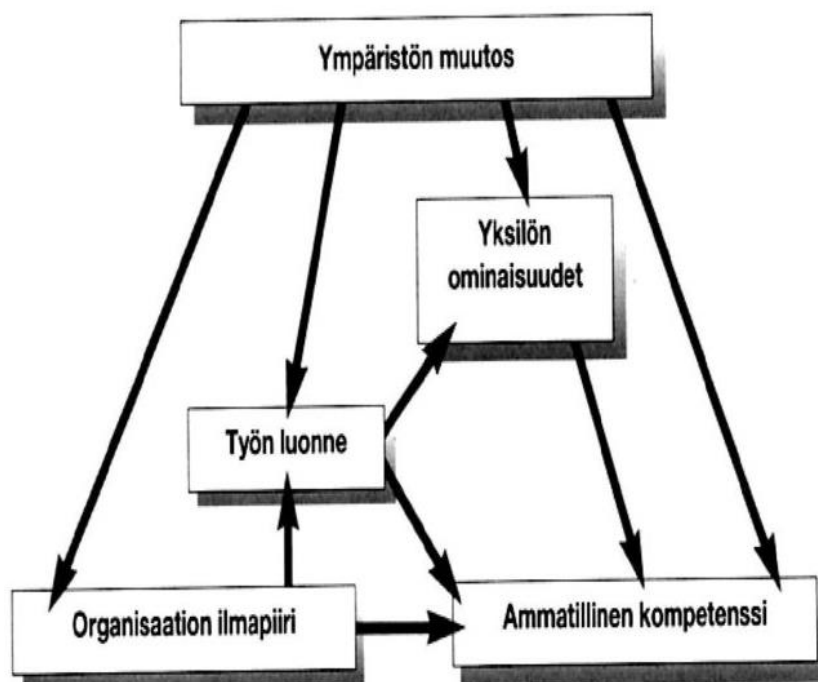 Ympäristön muutos
Yksilön
ominaisuudet
Työn luonne
Organisaation ilmapiiri
Ammatillinen kompetenssi